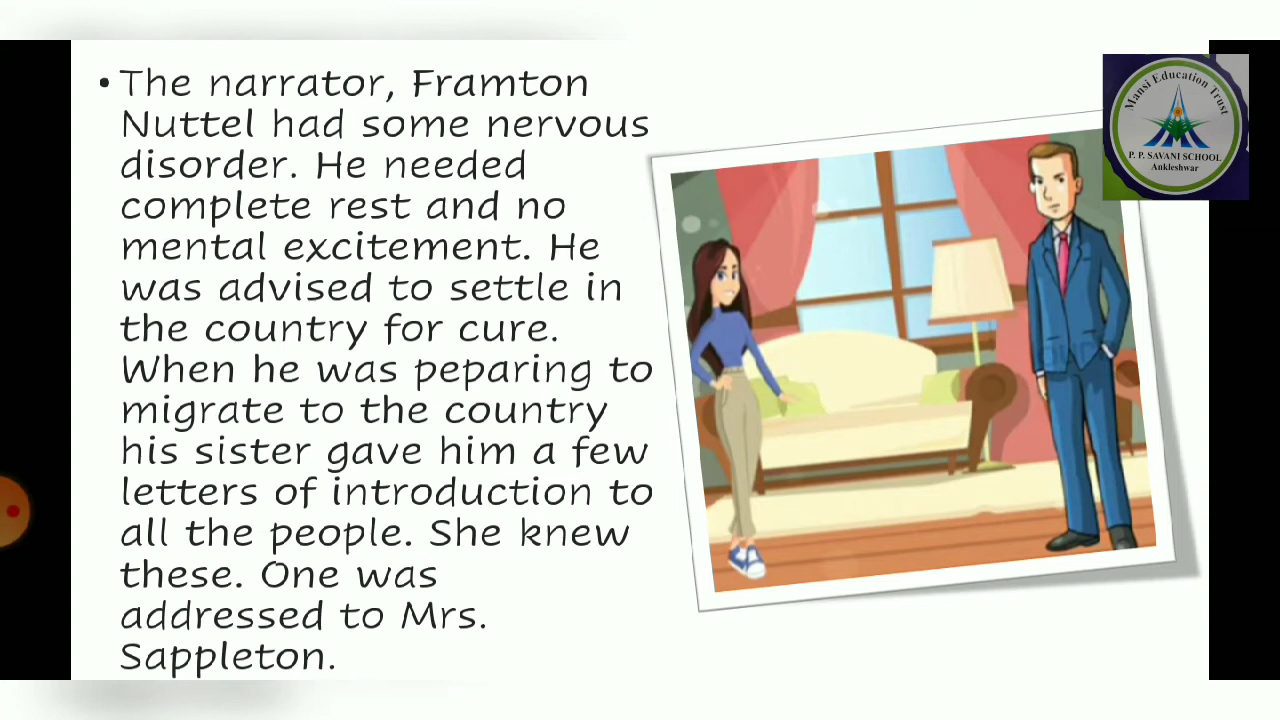 • The narrator, Framton
Nuttel had some nervous
disorder. He needed
complete rest and no
mental excitement. He
was advised to settle in
the country for cure.
When he was peparing to
migrate to the country
his sister gave him a few
letters of introduction to
all the people. She knew
these. One was
addressed to Mrs.
Sappleton.
Mansi Education Trust
P. P. SAVANI SCHOOL
Ankleshwar